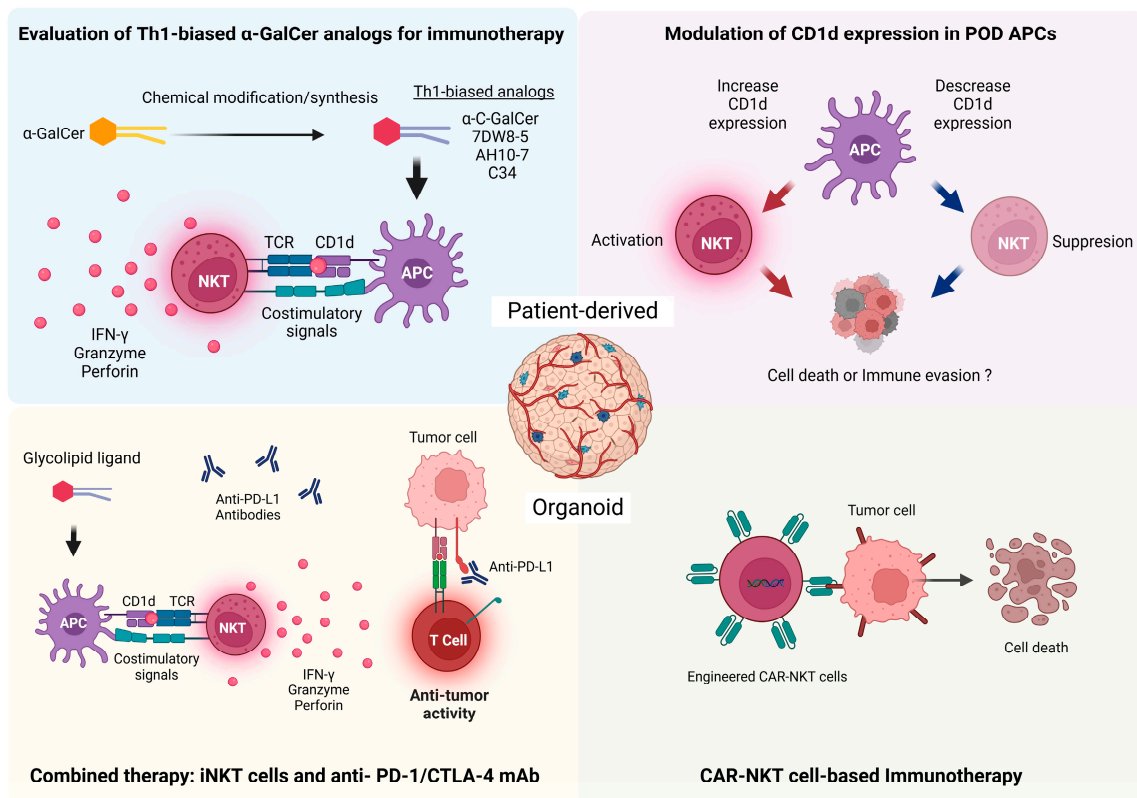 Evaluation of Th1-biased α-GalCer analogs for immunotherapy
Chemical modification/synthesis
Th1-biased analogs
α-GalCer
α-C-GalCer
7DW8-5
AH10-7
C34
TCR
CD1d
NKT
APC
Costimulatory
signals
IFN-γ
Granzyme
Perforin
Modulation of CD1d expression in POD APCs
Increase
CD1d
expression
Descrease
CD1d
expression
APC
Activation
NKT
NKT
Suppresion
Cell death or Immune evasion ?
Patient-derived
Organoid
Glycolipid ligand
Anti-PD-L1
Antibodies
Tumor cell
Anti-PD-L1
CD1d
TCR
APC
NKT
T Cell
Costimulatory
signals
IFN-γ
Granzyme
Perforin
Anti-tumor
activity
Combined therapy: iNKT cells and anti- PD-1/CTLA-4 mAb
Tumor cell
Engineered CAR-NKT cells
Cell death
CAR-NKT cell-based Immunotherapy